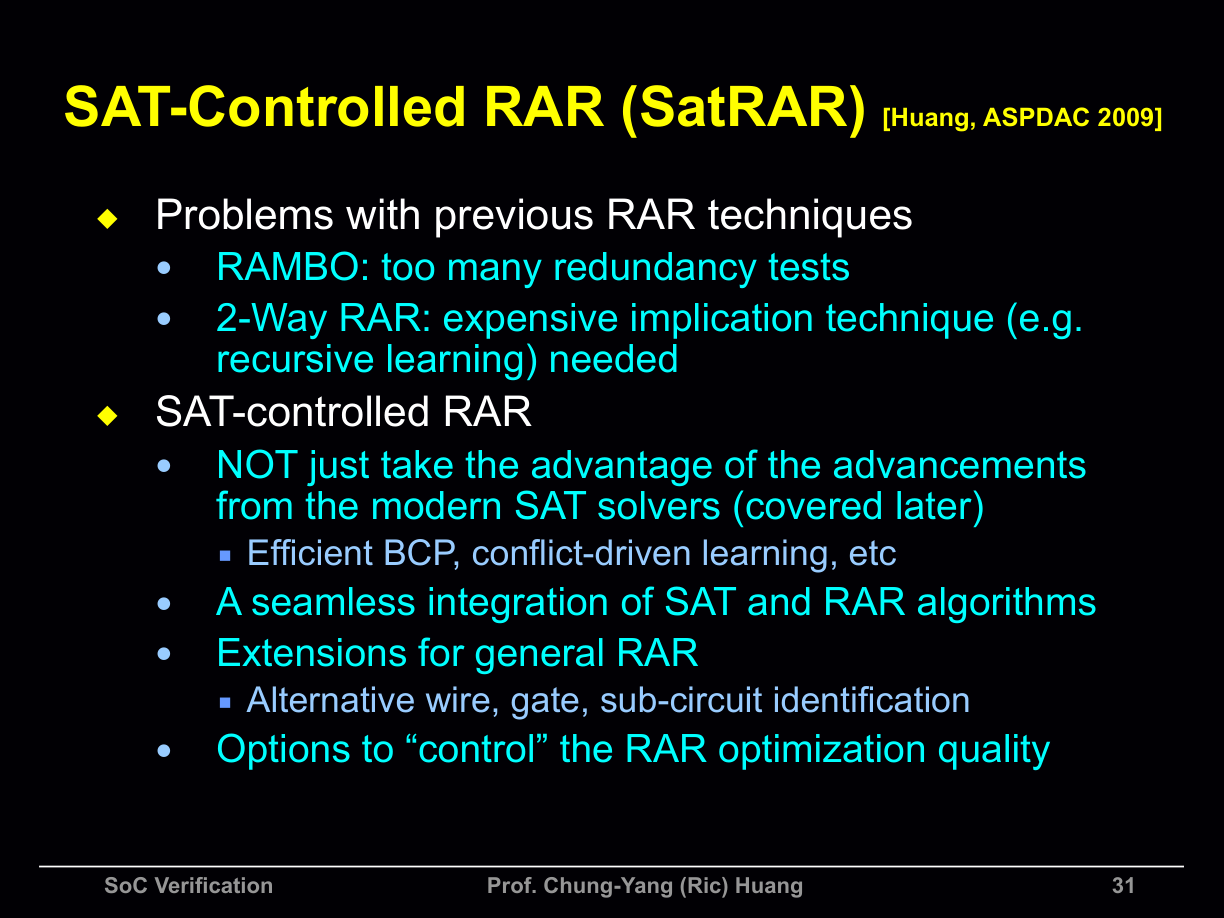 SAT-Controlled RAR (SatRAR) [Huang, ASPDAC 2009]
Problems with previous RAR techniques
RAMBO: too many redundancy tests
2-Way RAR: expensive implication technique (e.g.
recursive learning) needed
SAT-controlled RAR
NOT just take the advantage of the advancements
from the modern SAT solvers (covered later)
Efficient BCP, conflict-driven learning, etc
A seamless integration of SAT and RAR algorithms
Extensions for general RAR
Alternative wire, gate, sub-circuit identification
Options to “control” the RAR optimization quality
SoC Verification Prof. Chung-Yang (Ric) Huang 31